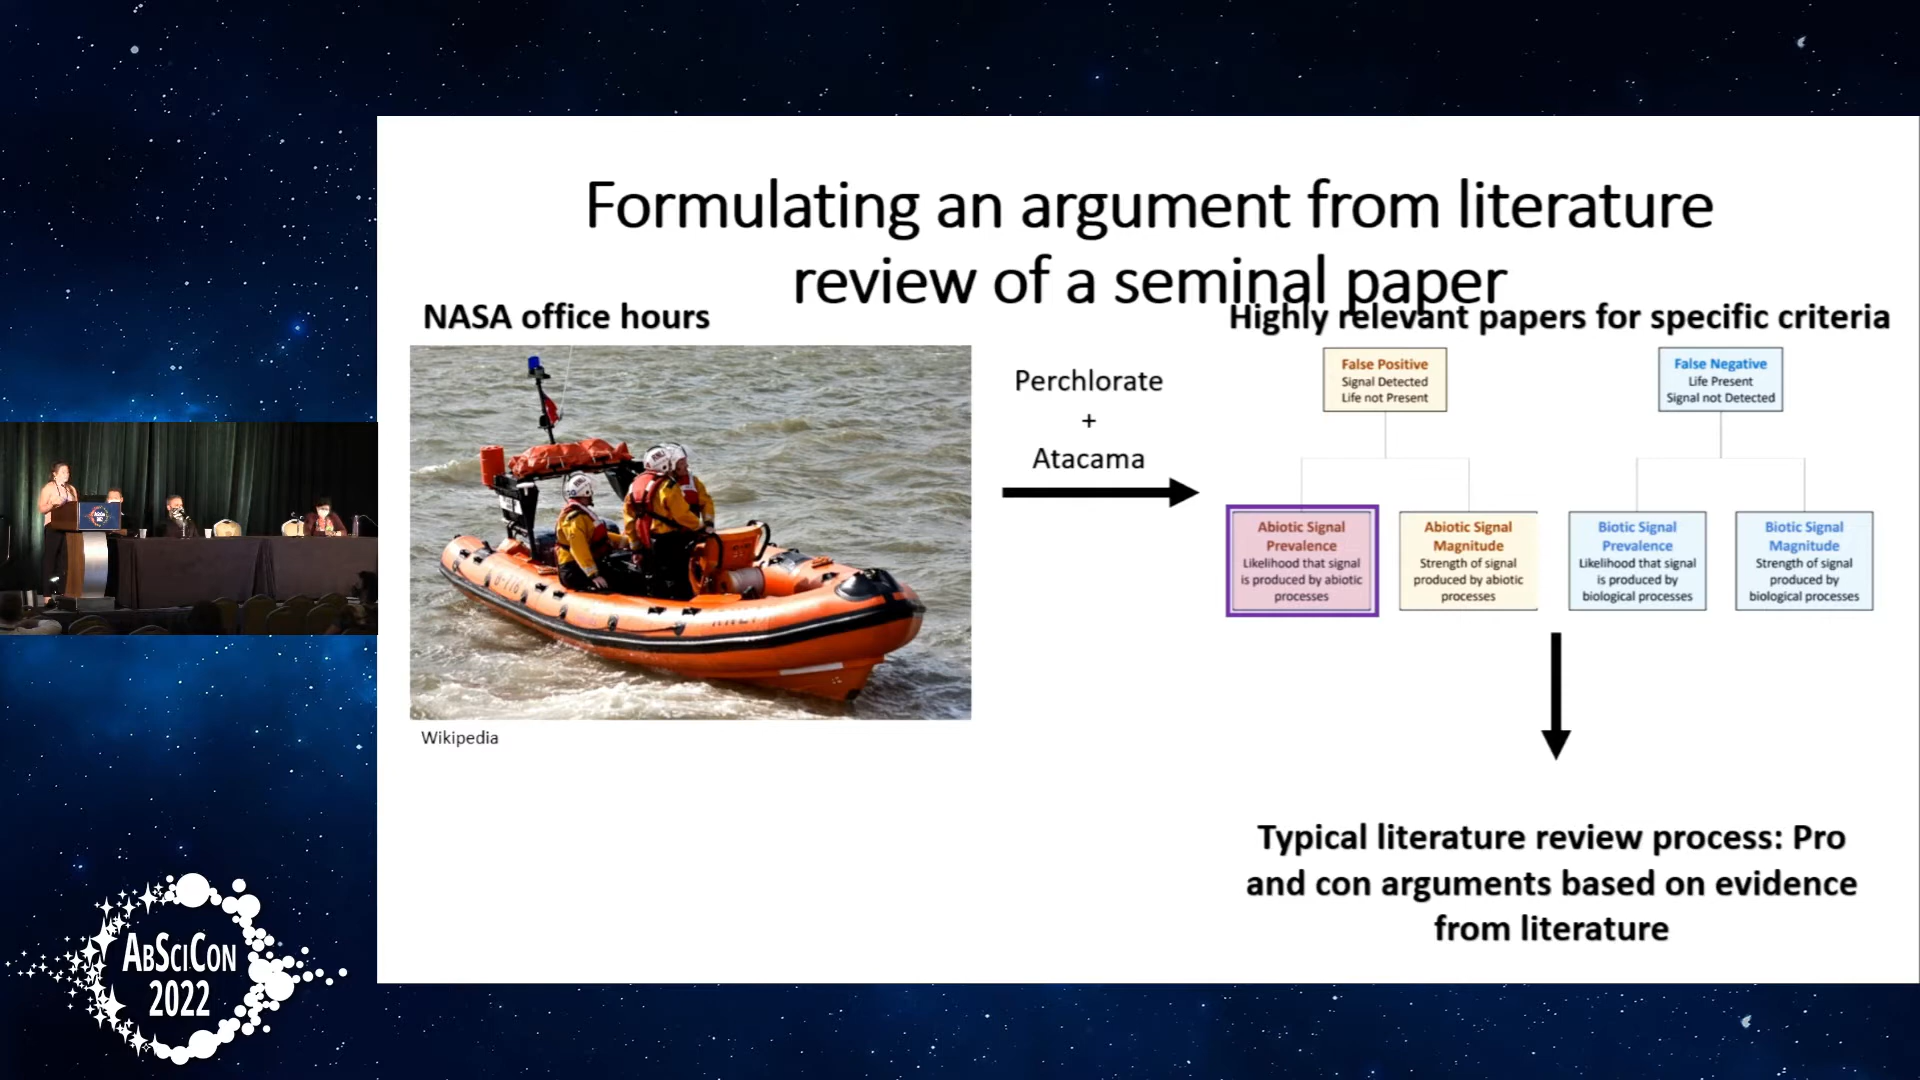 Formulating an argument from literature
review of a seminal paper
NASA office hours
Highly relevant papers for specific criteria
Perchlorate
+
Atacama
False Positive
Signal Detected
Life not Present
False Negative
Life Present
Signal not Detected
Abiotic Signal
Prevalence
Likelihood that signal
is produced by abiotic
processes
Abiotic Signal
Magnitude
Strength of signal
produced by abiotic
processes
Biotic Signal
Prevalence
Likelihood that signal
is produced by
biological processes
Biotic Signal
Magnitude
Strength of signal
produced by
biological processes
Wikipedia
Typical literature review process: Pro
and con arguments based on evidence
from literature
ABSCICON
2022